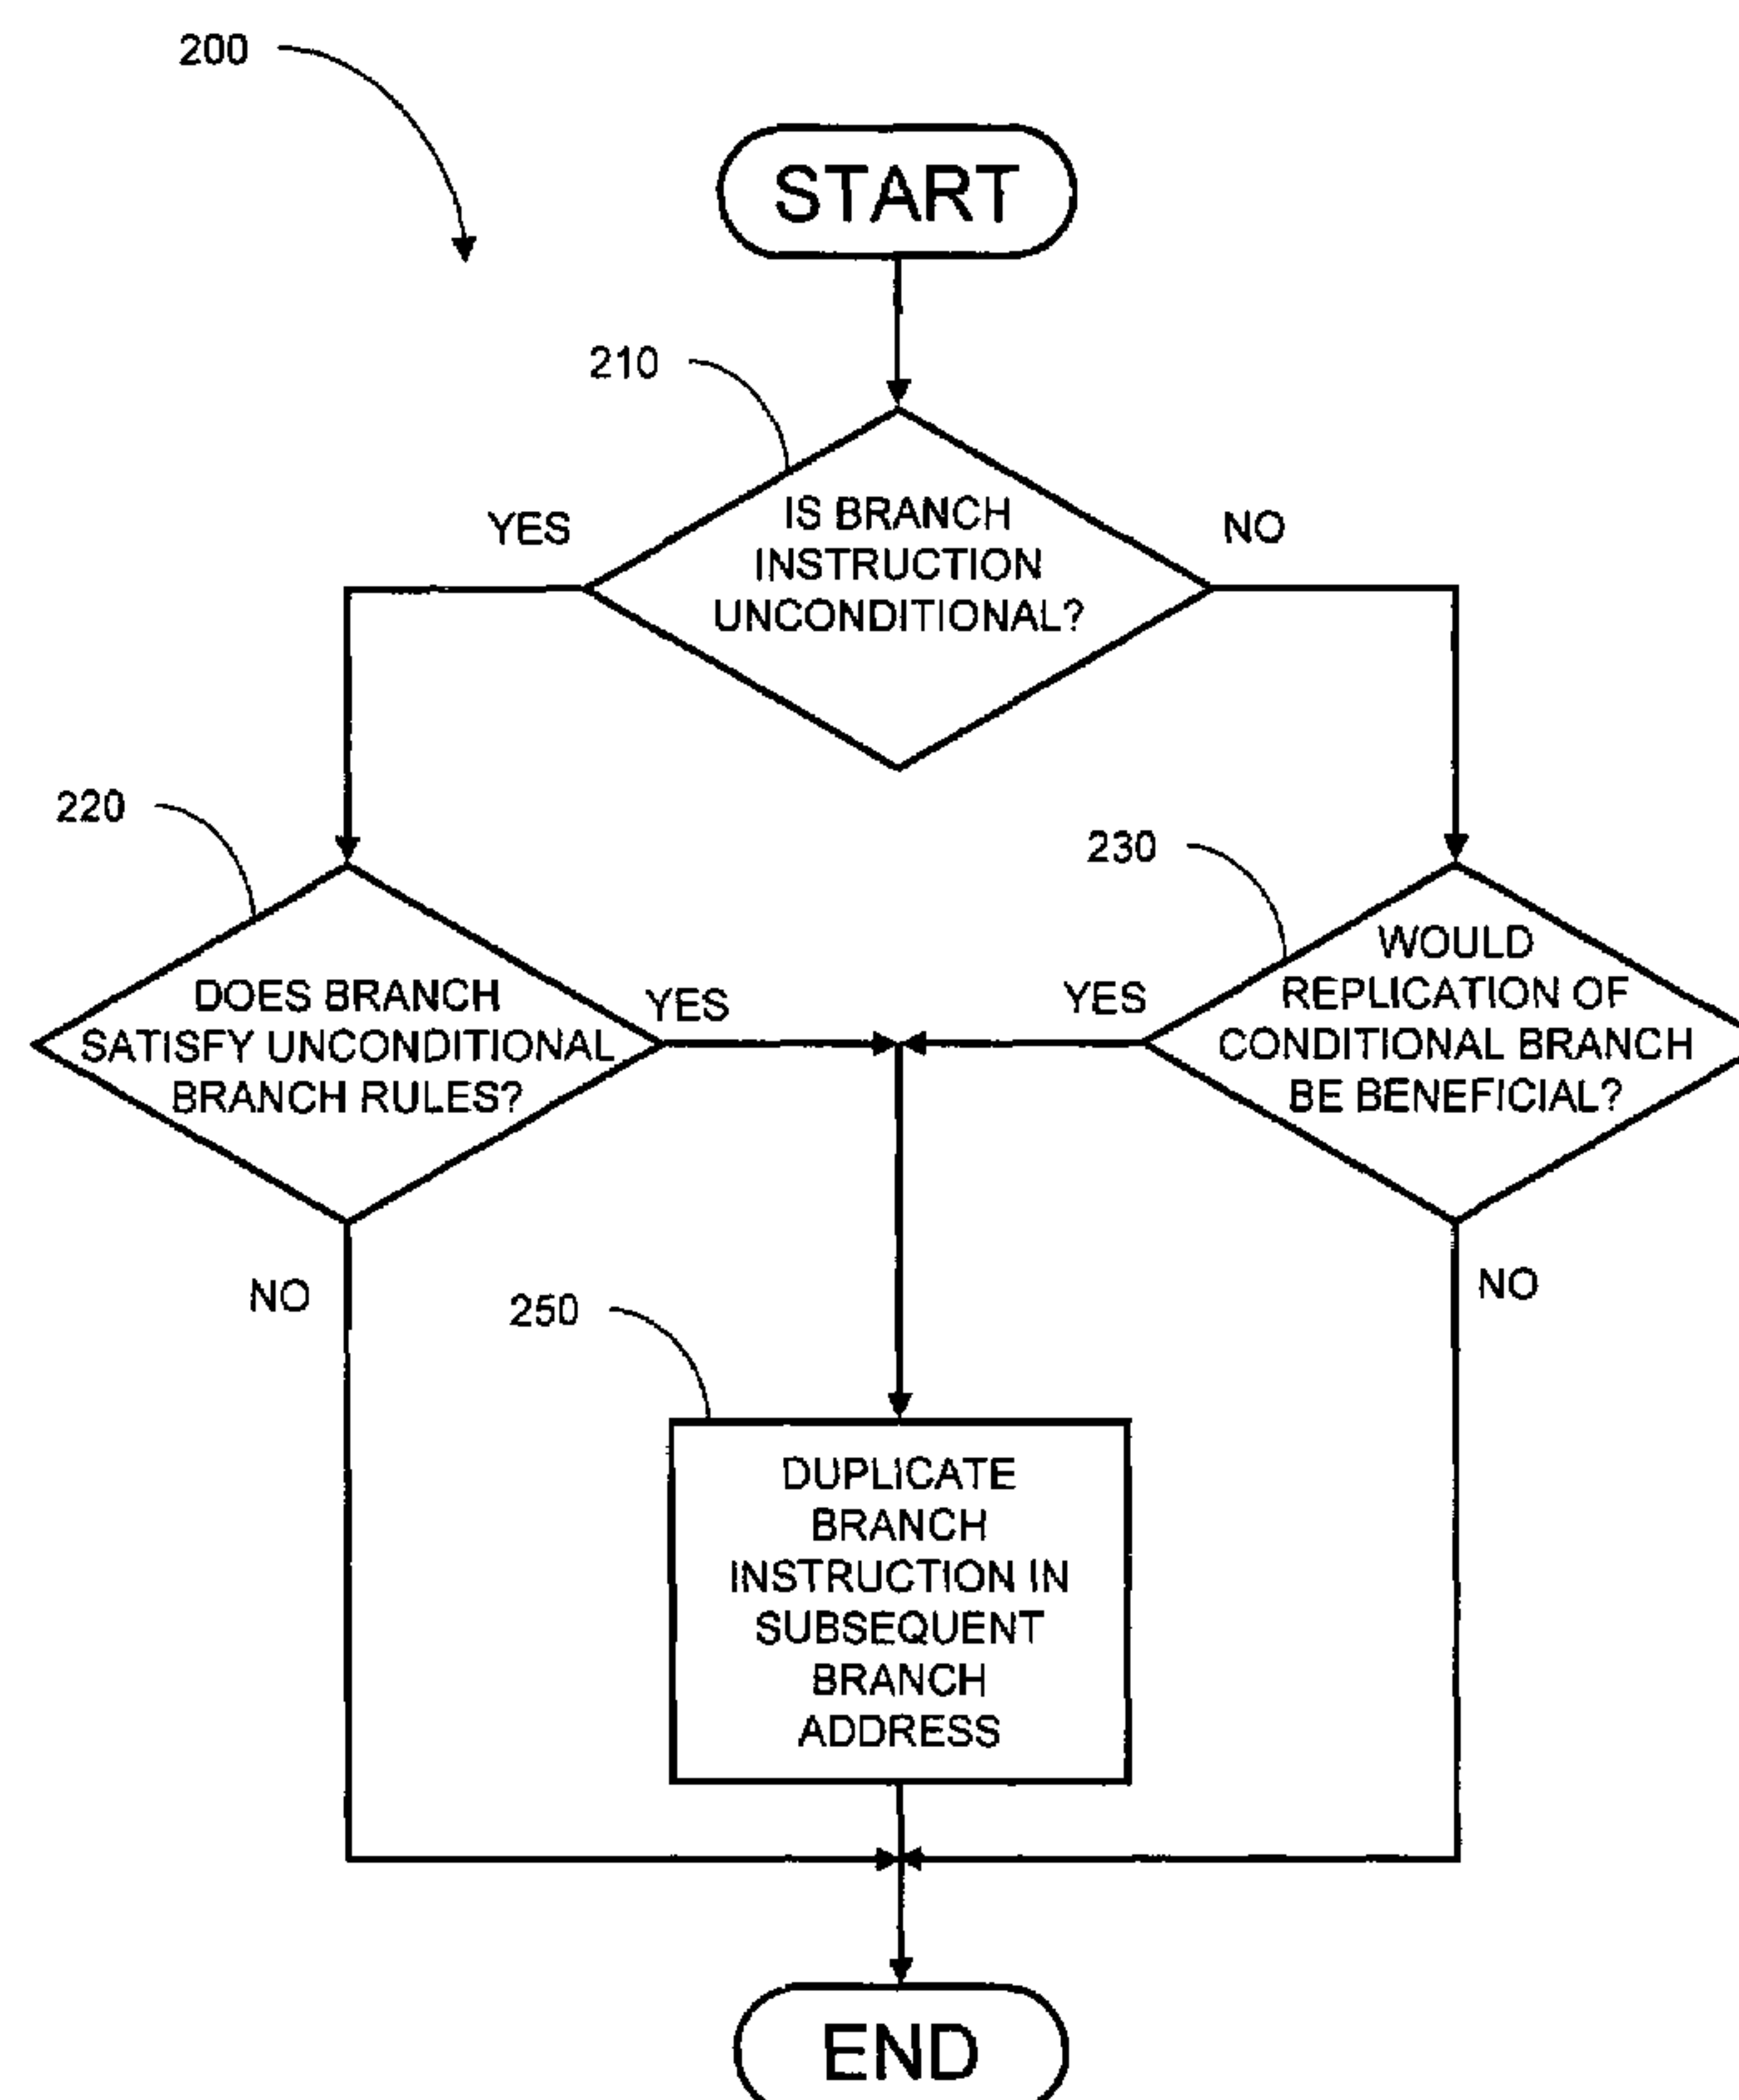 200
START
210
IS BRANCH
INSTRUCTION
UNCONDITIONAL?
YES
NO
220
230
DOES BRANCH
SATISFY UNCONDITIONAL
BRANCH RULES?
YES
YES
WOULD
REPLICATION OF
CONDITIONAL BRANCH
BE BENEFICIAL?
NO
NO
250
DUPLICATE
BRANCH
INSTRUCTION IN
SUBSEQUENT
BRANCH
ADDRESS
END